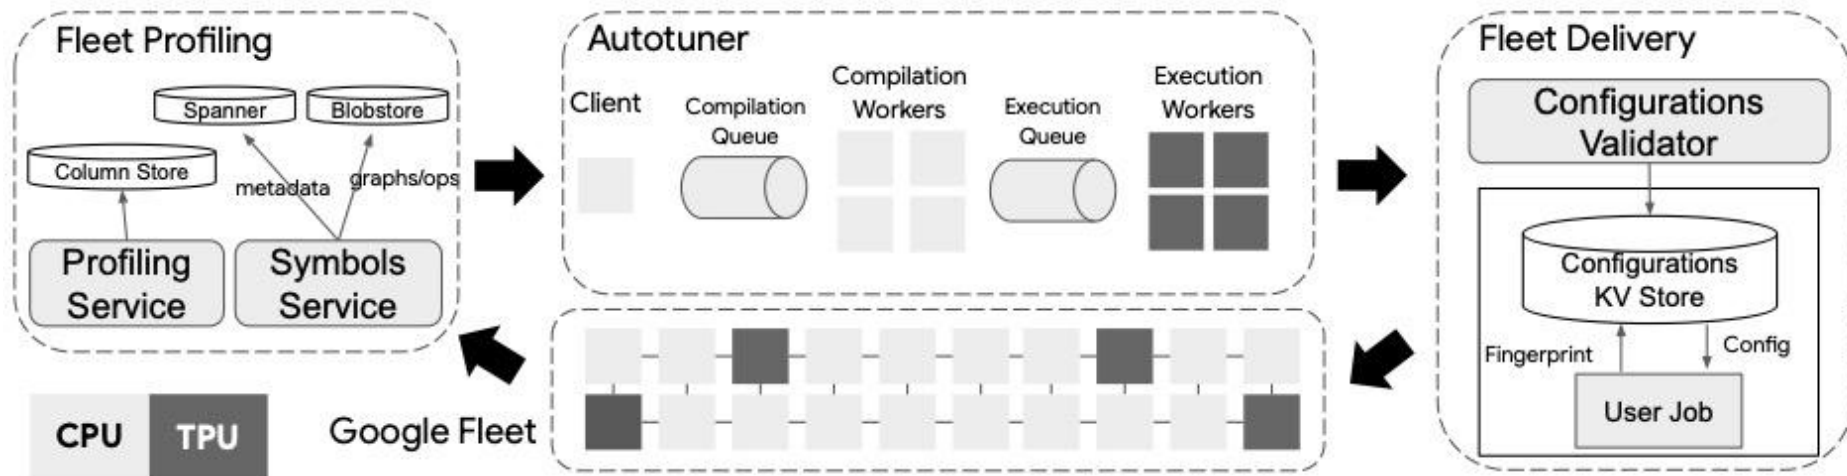 Fleet Profiling
Spanner
Blobstore
Column Store
metadata
graphs/ops
Profiling
Service
Symbols
Service
Autotuner
Client
Compilation
Queue
Compilation
Workers
Execution
Queue
Execution
Workers
Fleet Delivery
Configurations
Validator
Configurations
KV Store
Fingerprint
Config
User Job
CPU
TPU
Google Fleet